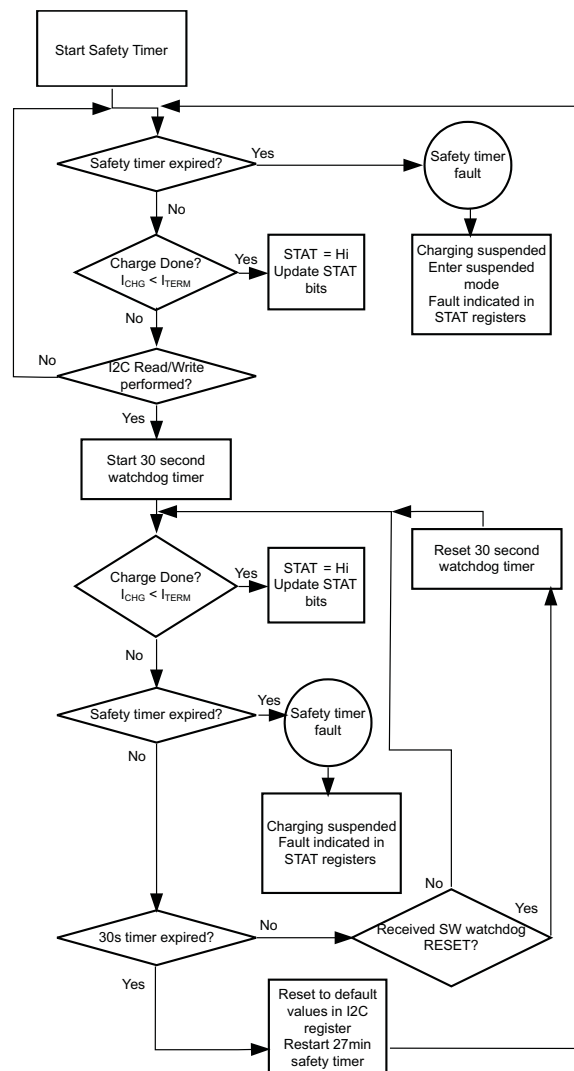 Start Safety Timer
Safety timer expired?
Yes
Safety timer
fault
No
Charge Done?
I_CHG < I_TERM
Yes
STAT = Hi
Update STAT
bits
Charging suspended
Enter suspended
mode
Fault indicated in
STAT registers
No
No
I2C Read/Write
performed?
Yes
Start 30 second
watchdog timer
Reset 30 second
watchdog timer
Charge Done?
I_CHG < I_TERM
Yes
STAT = Hi
Update STAT
bits
No
Safety timer expired?
Yes
Safety timer
fault
No
Charging suspended
Fault indicated in
STAT registers
30s timer expired?
No
Received SW watchdog
RESET?
No
Yes
Yes
Reset to default
values in I2C
register
Restart 27min
safety timer